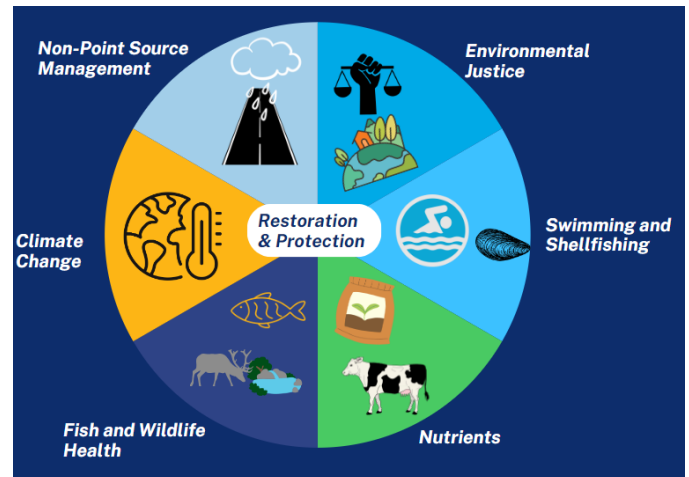 Non-Point Source
Management
Environmental
Justice
Restoration
& Protection
Climate
Change
Swimming and
Shellfishing
Fish and Wildlife
Health
Nutrients